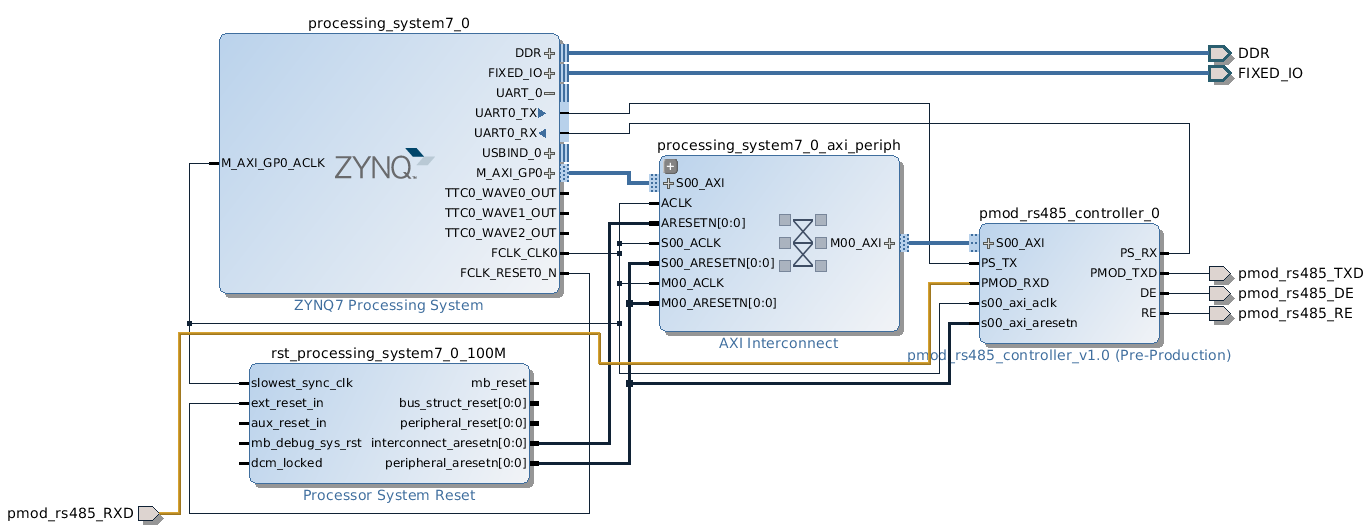 processing_system7_0
DDR
FIXED_IO
UART_0
UART0_TX
UART0_RX
USBIND_0
M_AXI_GP0
TTC0_WAVE0_OUT
TTC0_WAVE1_OUT
TTC0_WAVE2_OUT
FCLK_CLK0
FCLK_RESET0_N
M_AXI_GP0_ACLK
ZYNQ
ZYNQ7 Processing System
DDR
FIXED_IO
processing_system7_0_axi_periph
S00_AXI
ACLK
ARESETN[0:0]
S00_ACLK
S00_ARESETN[0:0]
M00_ACLK
M00_ARESETN[0:0]
M00_AXI
AXI Interconnect
pmod_rs485_controller_0
S00_AXI
PS_TX
PMOD_RXD
s00_axi_aclk
s00_axi_aresetn
PS_RX
PMOD_TXD
DE
RE
pmod_rs485_controller_v1.0 (Pre-Production)
pmod_rs485_TXD
pmod_rs485_DE
pmod_rs485_RE
rst_processing_system7_0_100M
slowest_sync_clk
ext_reset_in
aux_reset_in
mb_debug_sys_rst
dcm_locked
mb_reset
bus_struct_reset[0:0]
peripheral_reset[0:0]
interconnect_aresetn[0:0]
peripheral_aresetn[0:0]
Processor System Reset
pmod_rs485_RXD